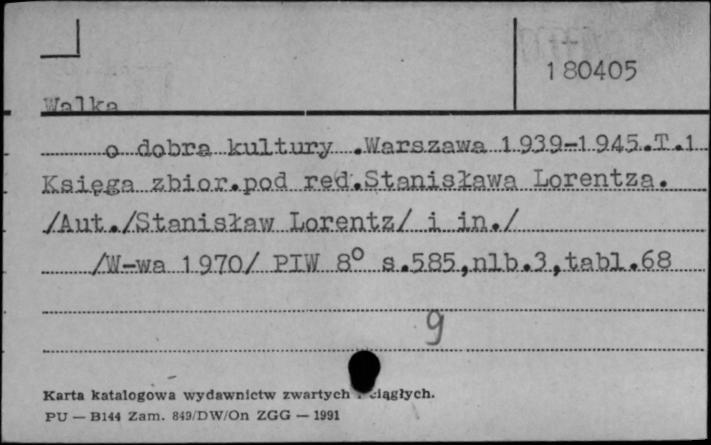 180405
Walka
o dobra kultury .Warszawa 1939-1945.T.1
Księga zbior.pod red.Stanisława Lorentza.
/Aut./Stanisław Lorentz/ i in./
/W-wa 1970/ PIW 8° s.585,nlb.3,tabl.68
9
Karta katalogowa wydawnictw zwartych i ciągłych.
PU — B144 Zam. 849/DW/On ZGG — 1991